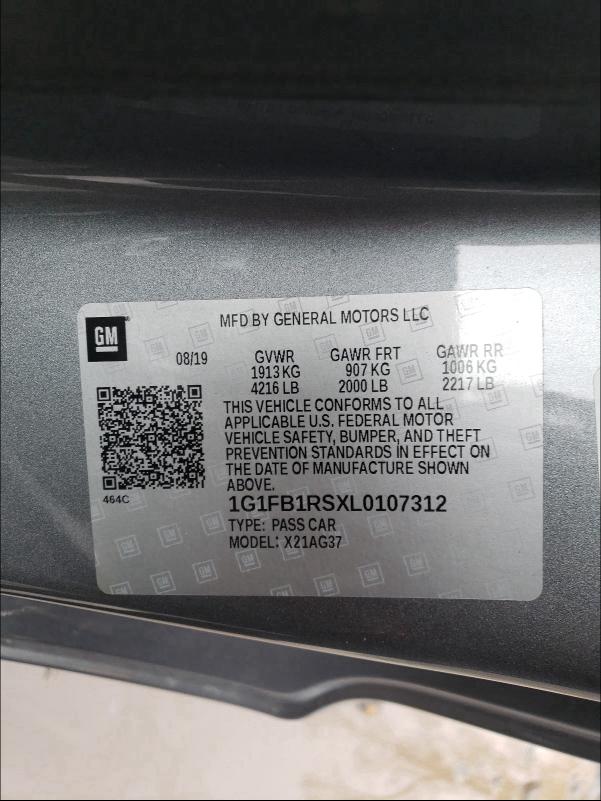 GM
MFD BY GENERAL MOTORS LLC
08/19 GVWR GAWR FRT GAWR RR
1913 KG 907 KG 1006 KG
4216 LB 2000 LB 2217 LB
THIS VEHICLE CONFORMS TO ALL
APPLICABLE U.S. FEDERAL MOTOR
VEHICLE SAFETY, BUMPER, AND THEFT
PREVENTION STANDARDS IN EFFECT ON
THE DATE OF MANUFACTURE SHOWN
ABOVE.
464C
1G1FB1RSXL0107312
TYPE: PASS CAR
MODEL: X21AG37